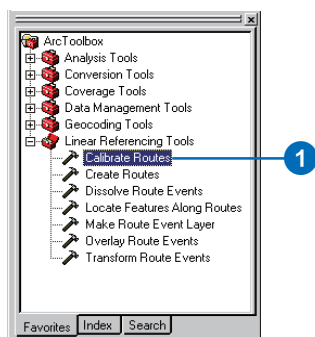 ArcToolbox
Analysis Tools
Conversion Tools
Coverage Tools
Data Management Tools
Geocoding Tools
Linear Referencing Tools
Calibrate Routes
1
Create Routes
Dissolve Route Events
Locate Features Along Routes
Make Route Event Layer
Overlay Route Events
Transform Route Events
Favorites Index Search